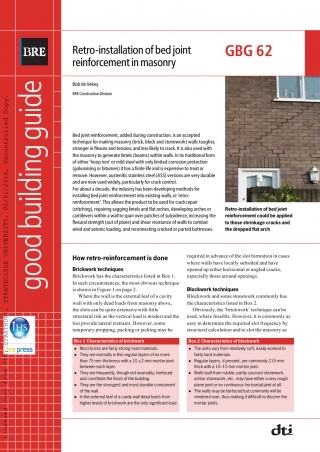 BRE
Retro-installation of bed joint
reinforcement in masonry
GBG 62
Bob de Vekey
BRE Construction Division
good building guide
Bed joint reinforcement, added during construction, is an accepted
technique for making masonry (brick, block and stonework) walls tougher,
stronger in flexure and tension, and less likely to crack. It is also used with
the masonry to generate lintels (beams) within walls. In its traditional form
of either 'hoop iron' or mild steel with only limited corrosion protection
(galvanising or bitumen) it has a finite life and is expensive to treat or
remove. However, austenitic stainless steel (ASS) versions are very durable
and are now used widely, particularly for crack control.
For about a decade, the industry has been developing methods for
installing bed joint reinforcement into existing walls, ie 'retro-
reinforcement'. This allows the product to be used for crack repair
(stitching), repairing sagging lintels and flat arches, developing arches or
cantilevers within a wall to span over patches of subsidence, increasing the
flexural strength (out of plane) and shear resistance of walls to combat
wind and seismic loading, and reconnecting cracked or parted buttresses.
Retro-installation of bed joint
reinforcement could be applied
to these shrinkage cracks and
the dropped flat arch
How retro-reinforcement is done
Brickwork techniques
Brickwork has the characteristics listed in Box 1.
In such circumstances, the most obvious technique
is shown in Figure 1 on page 2.
Where the wall is the external leaf of a cavity
wall with only dead loads from masonry above,
the slots can be quite extensive with little
structural risk as the vertical load is modest and the
ties provide lateral restraint. However, some
temporary propping, packing or jacking may be
required in advance of the slot formation in cases
where walls have locally subsided and have
opened up either horizontal or angled cracks,
especially those around openings.
Blockwork techniques
Blockwork and some stonework commonly has
the characteristics listed in Box 2.
Obviously, the 'brickwork' technique can be
used, where feasible. However, it is commonly as
easy to determine the required slot frequency by
structural calculation and to slot the masonry as
Box 1 Characteristics of brickwork
● Most bricks are fairly strong hard materials.
● They are normally in the regular layers of no more
than 75 mm thickness with a 10 ±2 mm mortar joint
between each layer.
● They are frequently, though not invariably, farfaced
and constitute the finish of the building.
● They are the strongest and most durable component
of the wall.
● In the external leaf of a cavity wall dead loads from
higher levels of brickwork are the only significant load.
Box 2 Characteristics of blockwork
● The units vary from relatively soft, easily worked to
fairly hard materials.
● Regular layers, if present, are commonly 215 mm
thick with a 10–15 mm mortar joint.
● Walls built from rubble, partly coursed stonework,
ashlar stonework, etc. may have either a very rough
planar joint or no continuous horizontal joint at all.
● The walls may be farfaced but commonly will be
rendered over, thus making it difficult to discern the
mortar joints.
IHS
bre press
dti